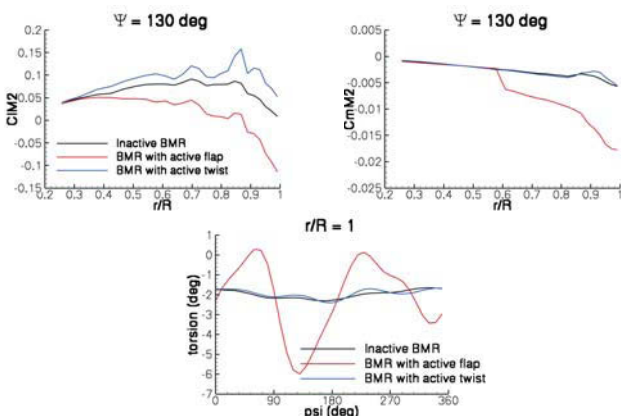 Ψ = 130 deg
ClM2
0.2
0.15
0.1
0.05
0
-0.05
-0.1
-0.15
Inactive BMR
BMR with active flap
BMR with active twist
0.2 0.3 0.4 0.5 0.6 0.7 0.8 0.9 1
r/R
Ψ = 130 deg
CmM2
0.005
0
-0.005
-0.01
-0.015
-0.02
-0.025
0.2 0.3 0.4 0.5 0.6 0.7 0.8 0.9 1
r/R
r/R = 1
torsion (deg)
1
0
-1
-2
-3
-4
-5
-6
-7
Inactive BMR
BMR with active flap
BMR with active twist
0 90 180 270 360
psi (deg)